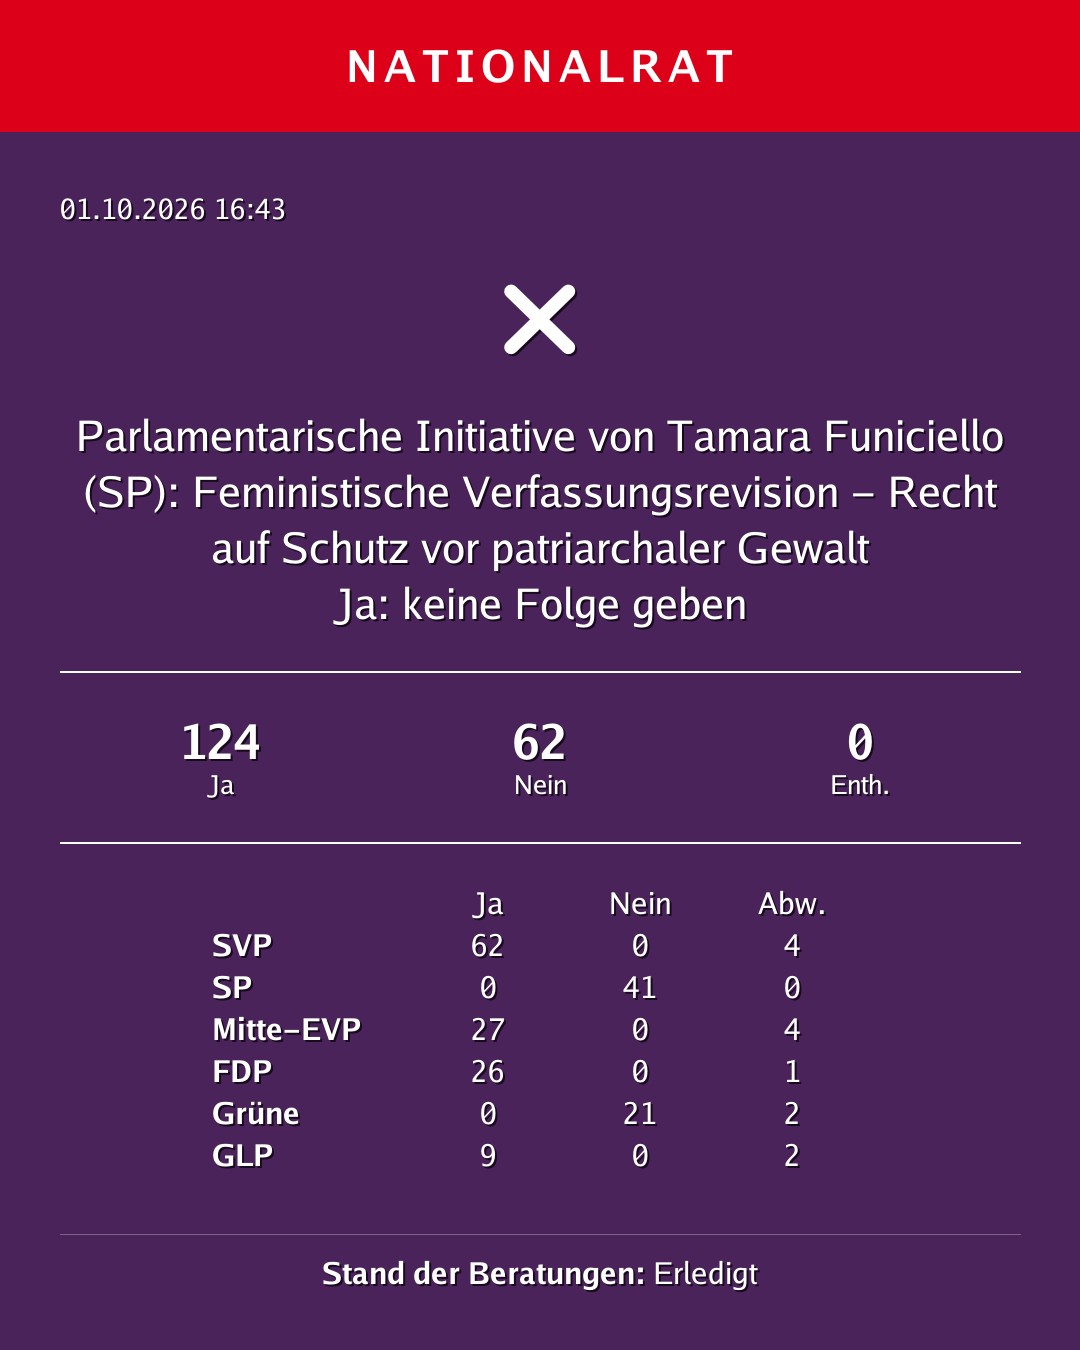 NATIONALRAT
01.10.2026 16:43
Parlamentarische Initiative von Tamara Funiciello
(SP): Feministische Verfassungsrevision – Recht
auf Schutz vor patriarchaler Gewalt
Ja: keine Folge geben
124 62 0
Ja Nein Enth.
Ja Nein Abw.
SVP 62 0 4
SP 0 41 0
Mitte–EVP 27 0 4
FDP 26 0 1
Grüne 0 21 2
GLP 9 0 2
Stand der Beratungen: Erledigt